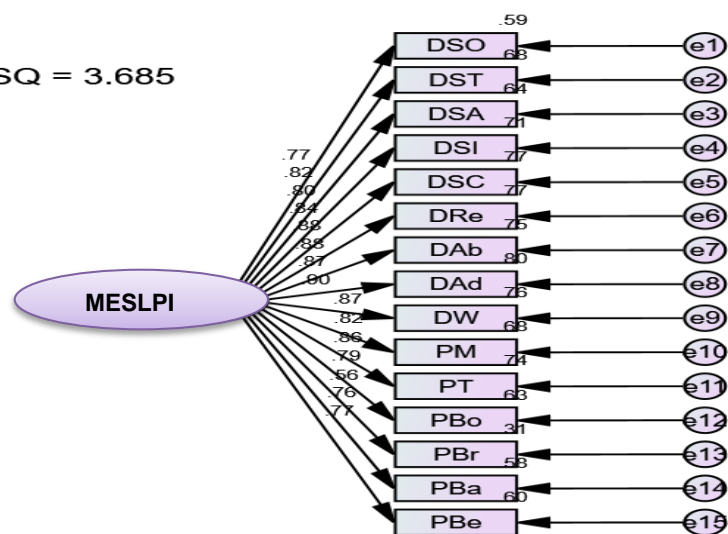 .59
DSO e1
.68
SQ = 3.685
DST e2
.64
DSA e3
.71
DSI e4
.77
.77
.82
DSC e5
.77
.80
.84
DRe e6
.75
.88
.88
DAb e7
.80
.87
.90
DAd e8
.76
MESLPI
.87
DW e9
.68
.82
.86
PM e10
.74
.79
PT e11
.63
.56
.76
.77
PBo e12
.31
PBr e13
.58
PBa e14
.60
PBe e15